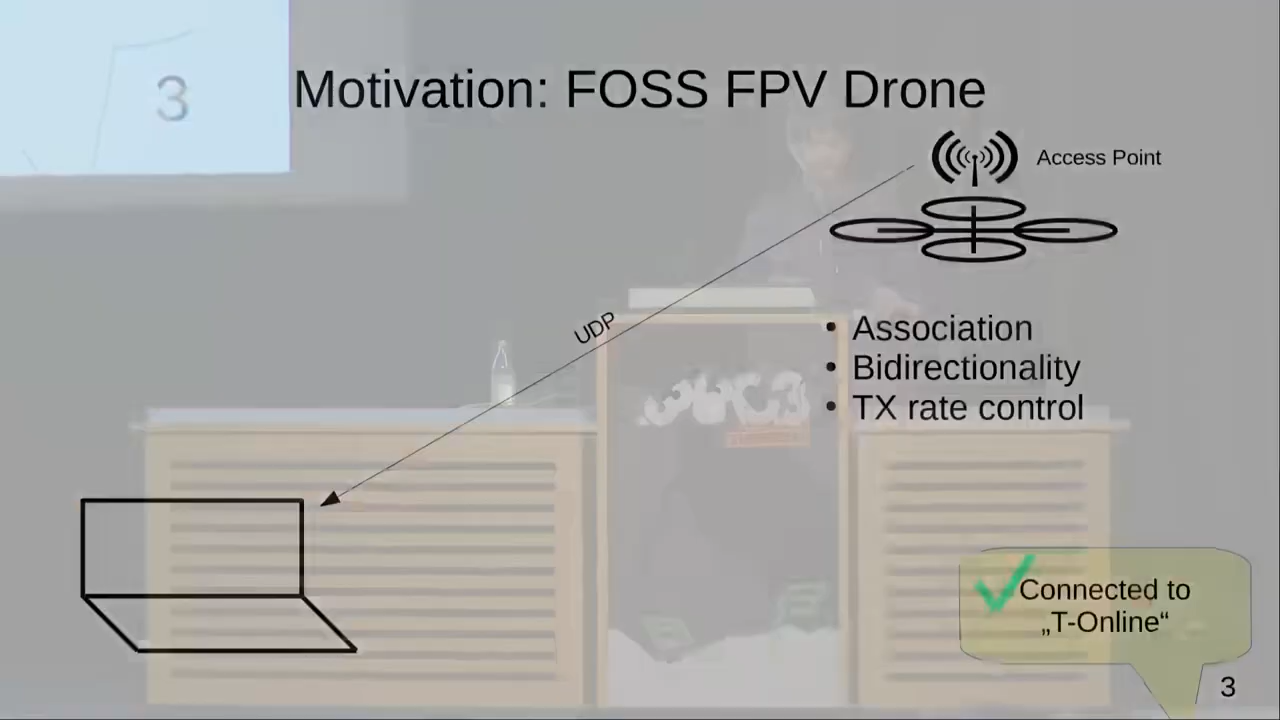 3
Motivation: FOSS FPV Drone
Access Point
UDP
• Association
• Bidirectionality
• TX rate control
Connected to
„T-Online“
3